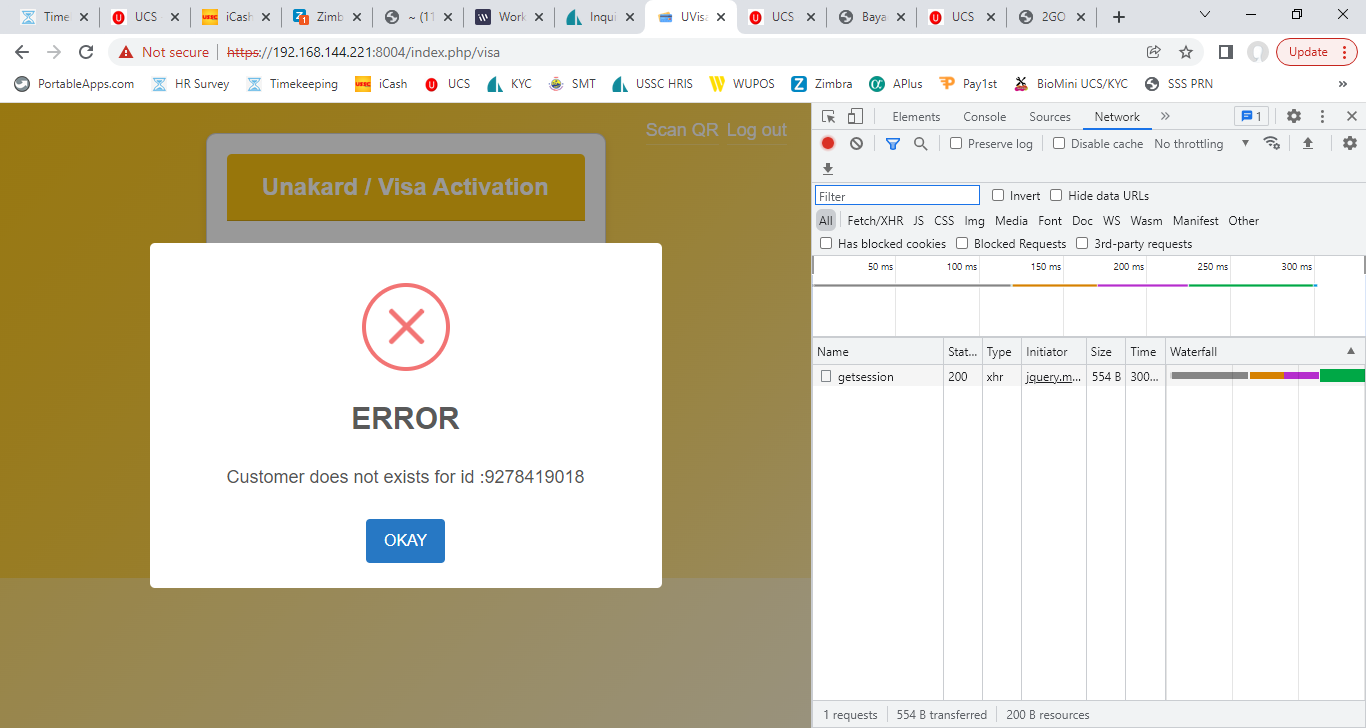 Timel
UCS
iCash
Zimb
~ (11
Work
Inqui
UVisa
UCS
Baya
UCS
2GO
Not secure
https://192.168.144.221:8004/index.php/visa
Update
PortableApps.com
HR Survey
Timekeeping
iCash
UCS
KYC
SMT
USSC HRIS
WUPOS
Zimbra
APlus
Pay1st
BioMini UCS/KYC
SSS PRN
»
Scan QR Log out
Unakard / Visa Activation
ERROR
Customer does not exists for id :9278419018
OKAY
Elements Console Sources Network » 1
Preserve log Disable cache No throttling
Filter
Invert Hide data URLs
All Fetch/XHR JS CSS Img Media Font Doc WS Wasm Manifest Other
Has blocked cookies Blocked Requests 3rd-party requests
50 ms 100 ms 150 ms 200 ms 250 ms 300 ms
Name Stat... Type Initiator Size Time Waterfall
getsession 200 xhr jquery.m... 554 B 300...
1 requests 554 B transferred 200 B resources